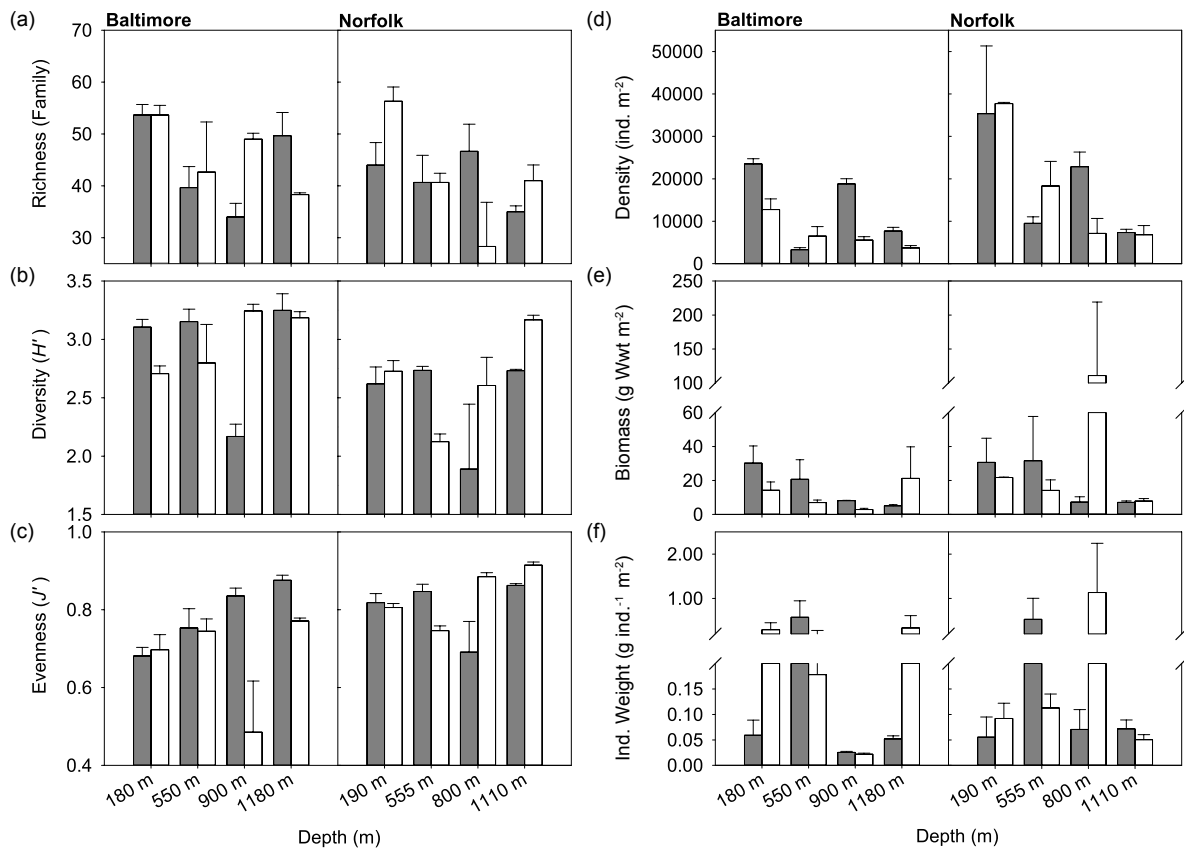 (a)
Baltimore
Norfolk
Richness (Family)
70
60
50
40
30
(b)
Diversity (H′)
3.5
3.0
2.5
2.0
1.5
(c)
Evenness (J′)
1.0
0.8
0.6
0.4
180 m
550 m
900 m
1180 m
190 m
555 m
800 m
1110 m
Depth (m)
(d)
Baltimore
Norfolk
Density (ind. m-2)
50000
40000
30000
20000
10000
0
(e)
Biomass (g Wwt m-2)
250
200
150
100
60
40
20
0
(f)
Ind. Weight (g ind.-1 m-2)
2.00
1.00
0.15
0.10
0.05
0.00
180 m
550 m
900 m
1180 m
190 m
555 m
800 m
1110 m
Depth (m)